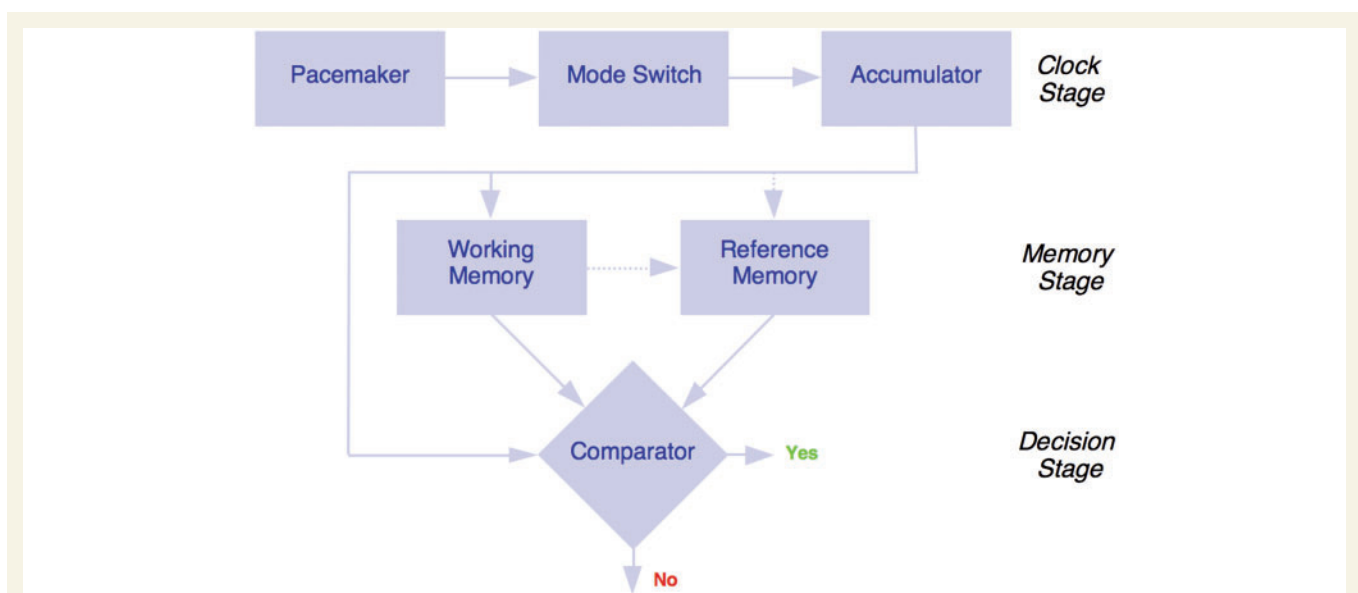 Pacemaker
Mode Switch
Accumulator
Clock
Stage
Working
Memory
Reference
Memory
Memory
Stage
Comparator
Yes
Decision
Stage
No